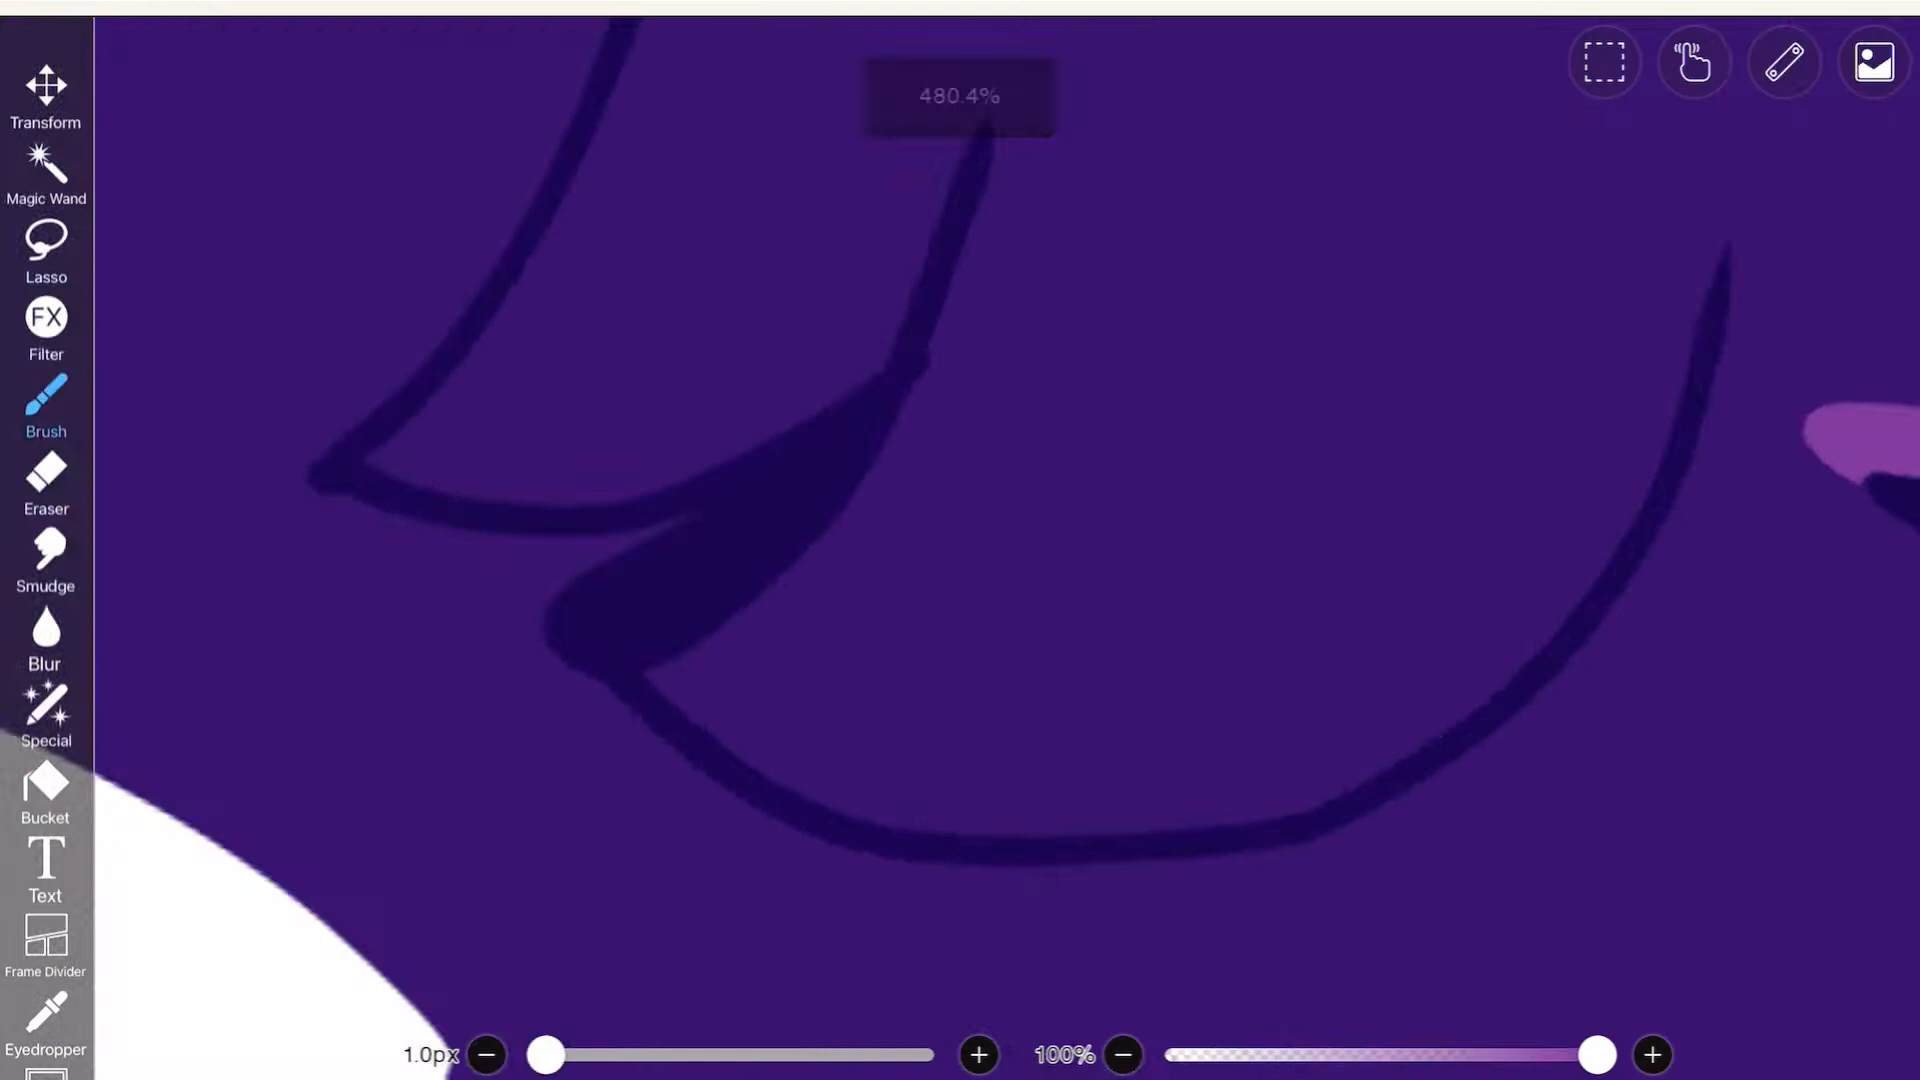 480.4%
Transform
Magic Wand
Lasso
FX
Filter
Brush
Eraser
Smudge
Blur
Special
Bucket
T
Text
Frame Divider
Eyedropper
1.0px
100%